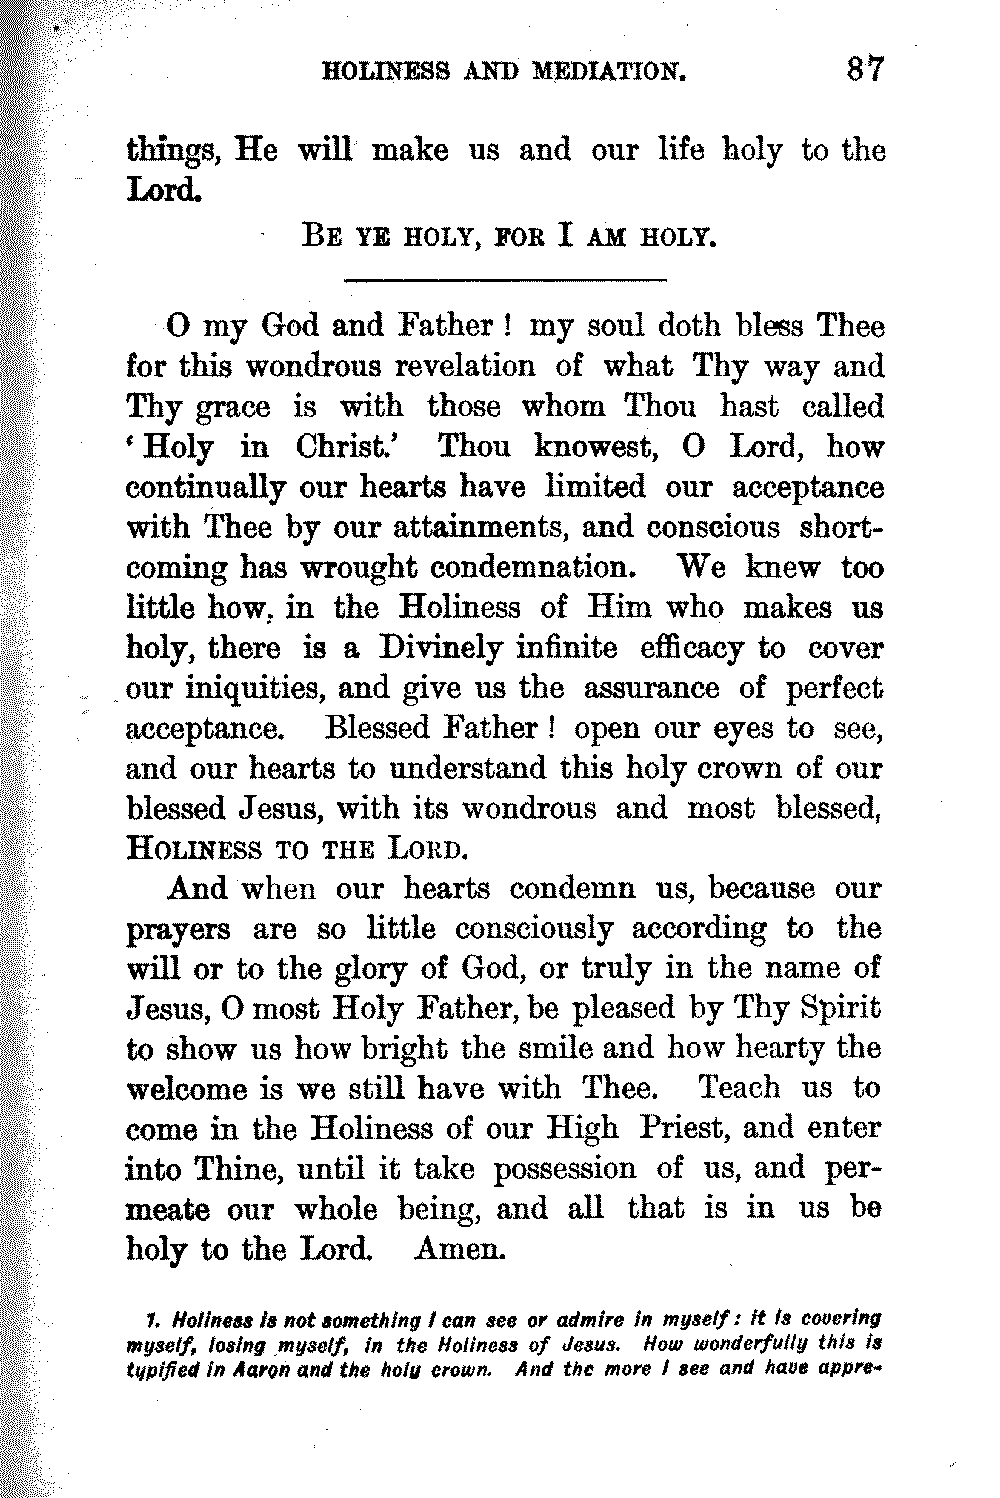 HOLINESS AND MEDIATION. 87
things, He will make us and our life holy to the
Lord.
BE YE HOLY, FOR I AM HOLY.
O my God and Father ! my soul doth bless Thee
for this wondrous revelation of what Thy way and
Thy grace is with those whom Thou hast called
‘ Holy in Christ.’ Thou knowest, O Lord, how
continually our hearts have limited our acceptance
with Thee by our attainments, and conscious short-
coming has wrought condemnation. We knew too
little how, in the Holiness of Him who makes us
holy, there is a Divinely infinite efficacy to cover
our iniquities, and give us the assurance of perfect
acceptance. Blessed Father ! open our eyes to see,
and our hearts to understand this holy crown of our
blessed Jesus, with its wondrous and most blessed,
HOLINESS TO THE LORD.
And when our hearts condemn us, because our
prayers are so little consciously according to the
will or to the glory of God, or truly in the name of
Jesus, O most Holy Father, be pleased by Thy Spirit
to show us how bright the smile and how hearty the
welcome is we still have with Thee. Teach us to
come in the Holiness of our High Priest, and enter
into Thine, until it take possession of us, and per-
meate our whole being, and all that is in us be
holy to the Lord. Amen.
1. Holiness is not something I can see or admire in myself : it is covering
myself, losing myself, in the Holiness of Jesus. How wonderfully this is
typified in Aaron and the holy crown. And the more I see and have appre-